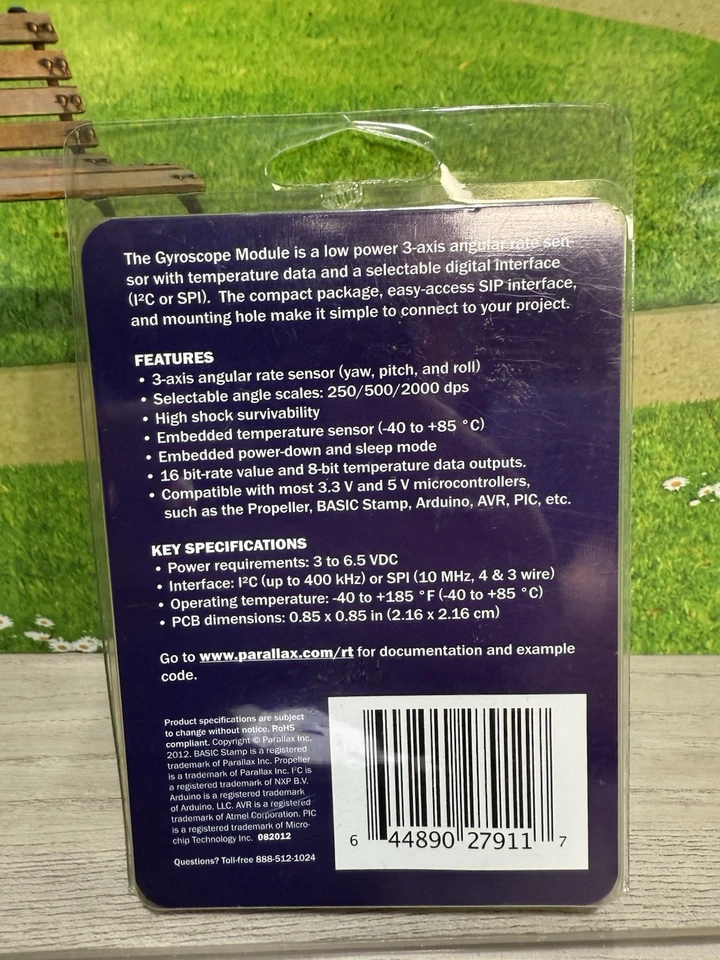 The Gyroscope Module is a low power 3-axis angular rate sen-
sor with temperature data and a selectable digital interface
(I²C or SPI). The compact package, easy-access SIP interface,
and mounting hole make it simple to connect to your project.
FEATURES
• 3-axis angular rate sensor (yaw, pitch, and roll)
• Selectable angle scales: 250/500/2000 dps
• High shock survivability
• Embedded temperature sensor (-40 to +85 °C)
• Embedded power-down and sleep mode
• 16 bit-rate value and 8-bit temperature data outputs.
• Compatible with most 3.3 V and 5 V microcontrollers,
such as the Propeller, BASIC Stamp, Arduino, AVR, PIC, etc.
KEY SPECIFICATIONS
• Power requirements: 3 to 6.5 VDC
• Interface: I²C (up to 400 kHz) or SPI (10 MHz, 4 & 3 wire)
• Operating temperature: -40 to +185 °F (-40 to +85 °C)
• PCB dimensions: 0.85 x 0.85 in (2.16 x 2.16 cm)
Go to www.parallax.com/rt for documentation and example
code.
Product specifications are subject
to change without notice. RoHS
compliant. Copyright © Parallax Inc.
2012. BASIC Stamp is a registered
trademark of Parallax Inc. Propeller
is a trademark of Parallax Inc. I²C is
a registered trademark of NXP B.V.
Arduino is a registered trademark
of Arduino, LLC. AVR is a registered
trademark of Atmel Corporation. PIC
is a registered trademark of Micro-
chip Technology Inc. 082012
Questions? Toll-free 888-512-1024
6 44890 27911 7